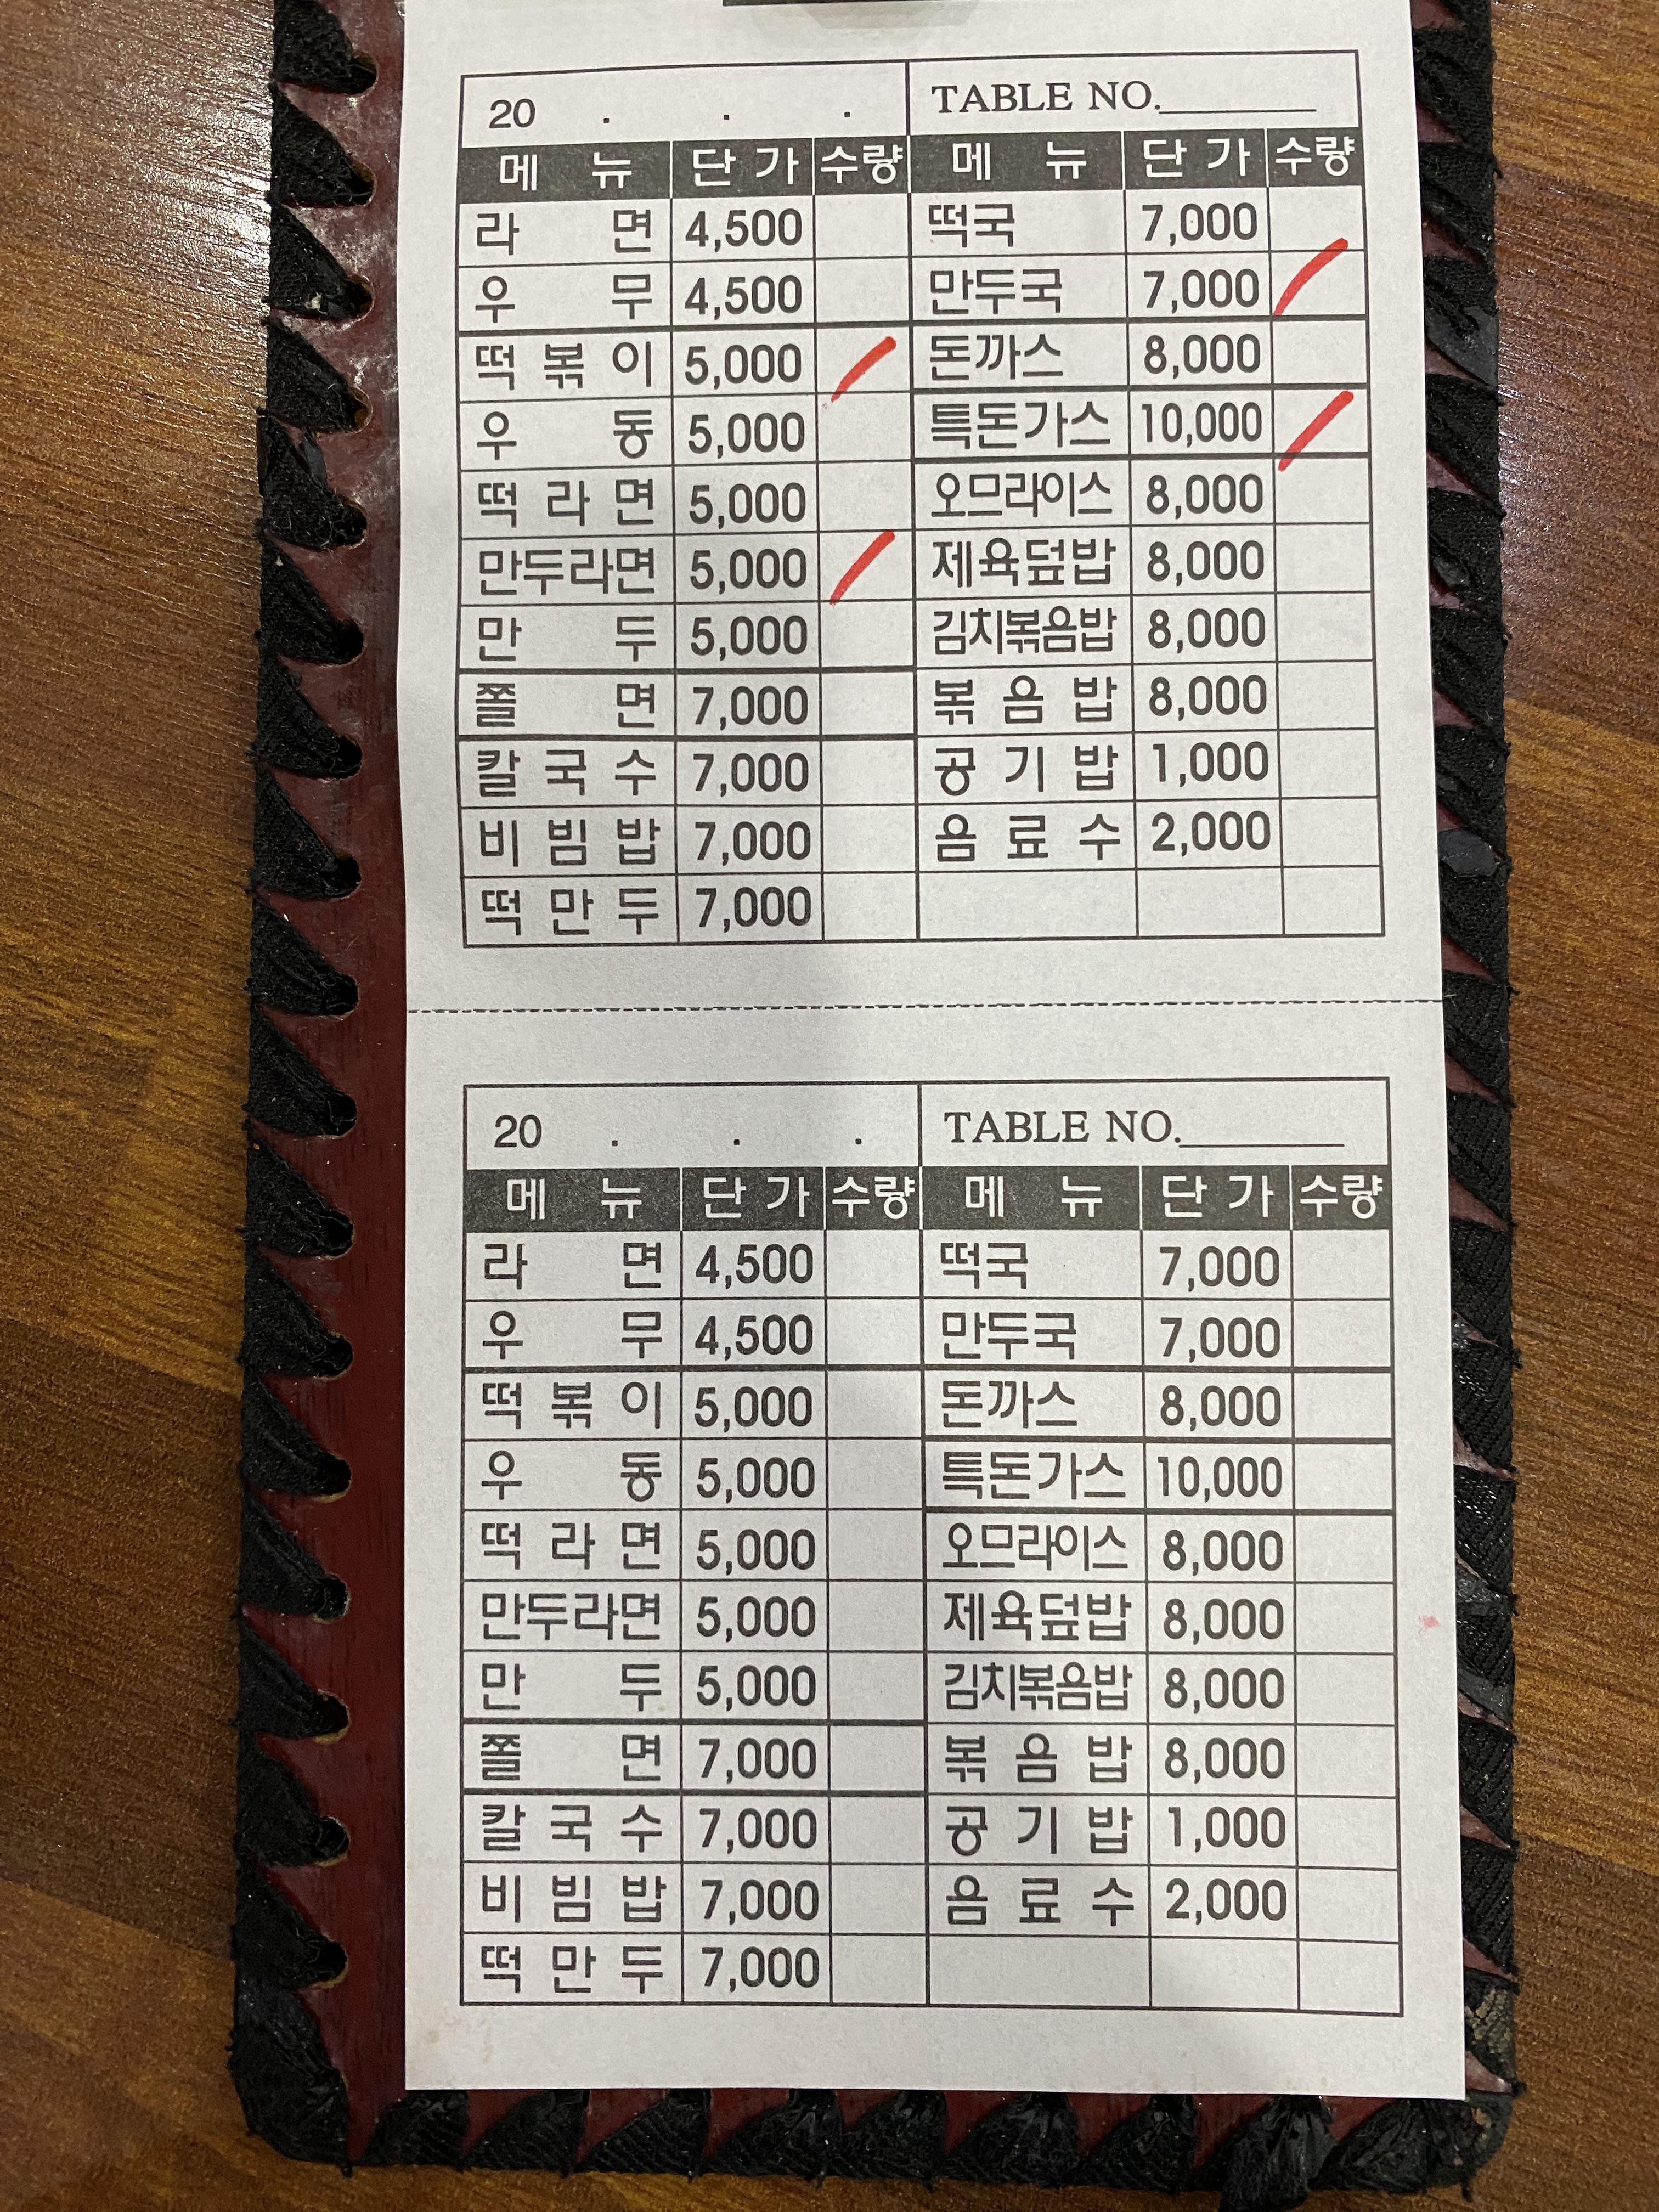 20 . . . TABLE NO.
메 뉴 단 가 수량 메 뉴 단 가 수량
라 면 4,500 떡국 7,000
우 무 4,500 만두국 7,000
떡 볶 이 5,000 돈까스 8,000
우 동 5,000 특돈가스 10,000
떡 라 면 5,000 오므라이스 8,000
만두라면 5,000 제육덮밥 8,000
만 두 5,000 김치볶음밥 8,000
쫄 면 7,000 볶 음 밥 8,000
칼 국 수 7,000 공 기 밥 1,000
비 빔 밥 7,000 음 료 수 2,000
떡 만 두 7,000
20 . . . TABLE NO.
메 뉴 단 가 수량 메 뉴 단 가 수량
라 면 4,500 떡국 7,000
우 무 4,500 만두국 7,000
떡 볶 이 5,000 돈까스 8,000
우 동 5,000 특돈가스 10,000
떡 라 면 5,000 오므라이스 8,000
만두라면 5,000 제육덮밥 8,000
만 두 5,000 김치볶음밥 8,000
쫄 면 7,000 볶 음 밥 8,000
칼 국 수 7,000 공 기 밥 1,000
비 빔 밥 7,000 음 료 수 2,000
떡 만 두 7,000